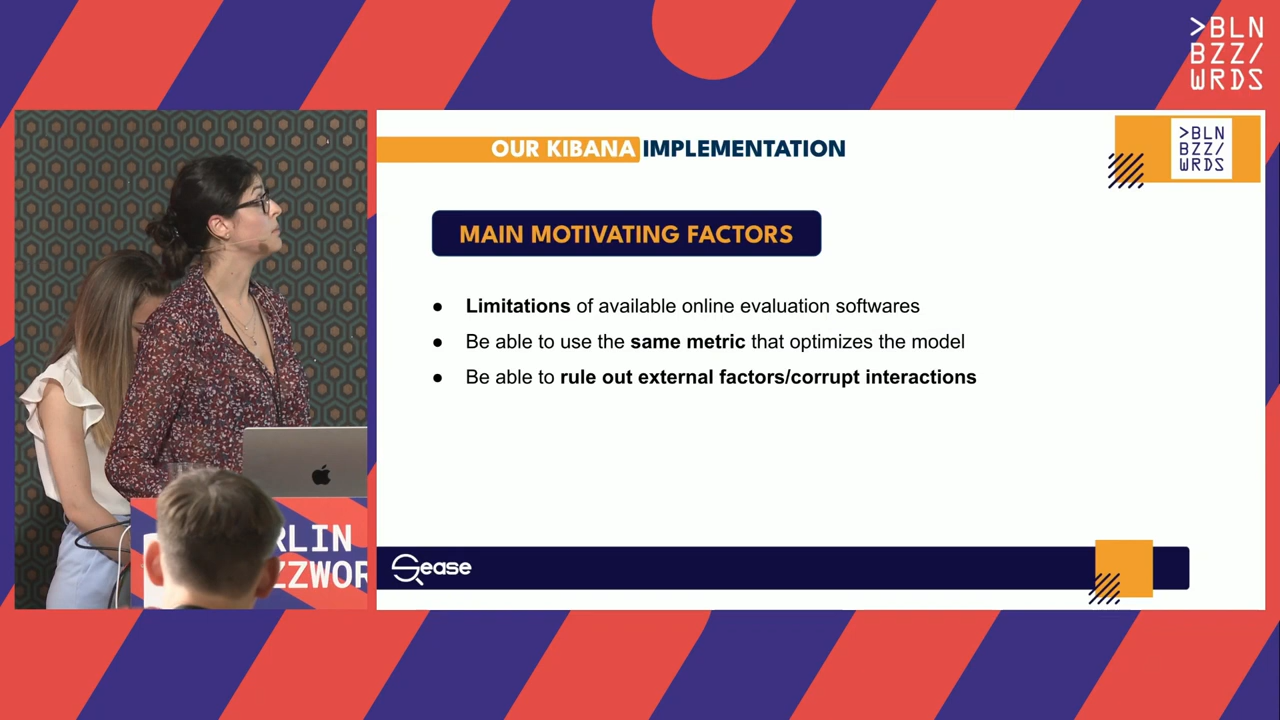 >BLN
BZZ/
WRDS
OUR KIBANA IMPLEMENTATION
>BLN
BZZ/
WRDS
MAIN MOTIVATING FACTORS
● Limitations of available online evaluation softwares
● Be able to use the same metric that optimizes the model
● Be able to rule out external factors/corrupt interactions
RLIN
ZZWOR
Sease